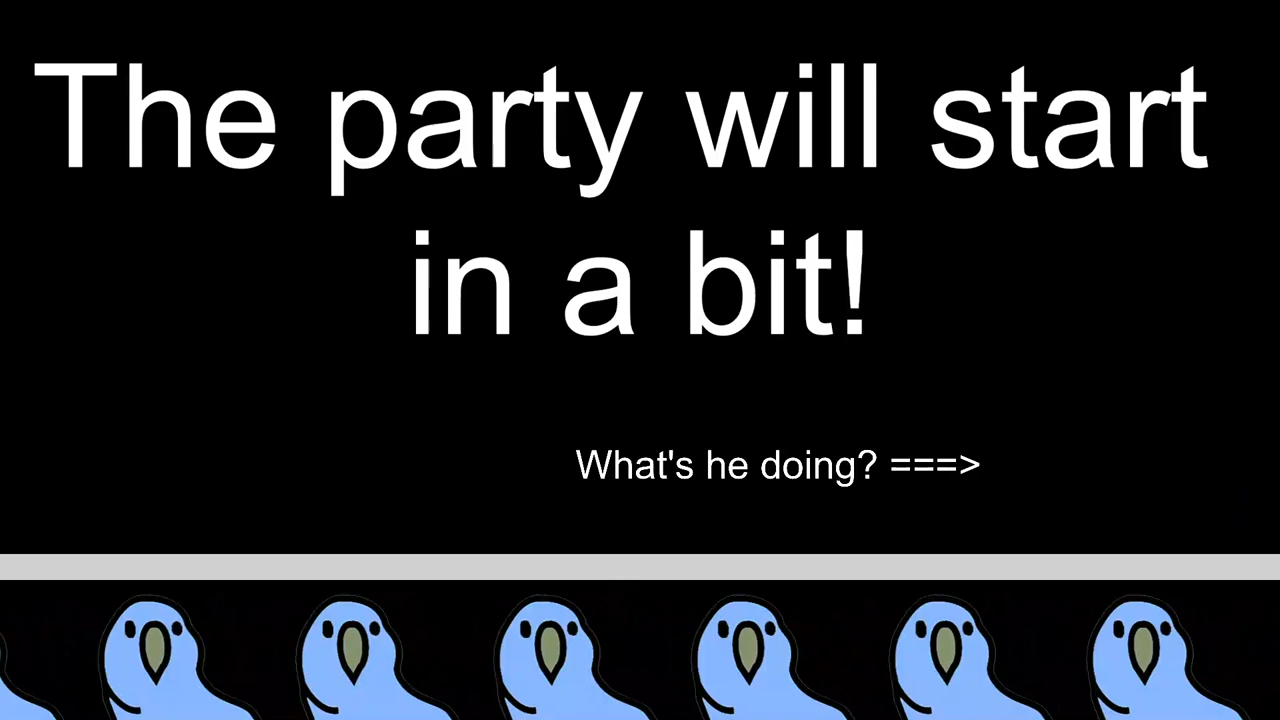 The party will start
in a bit!
What's he doing? ===>